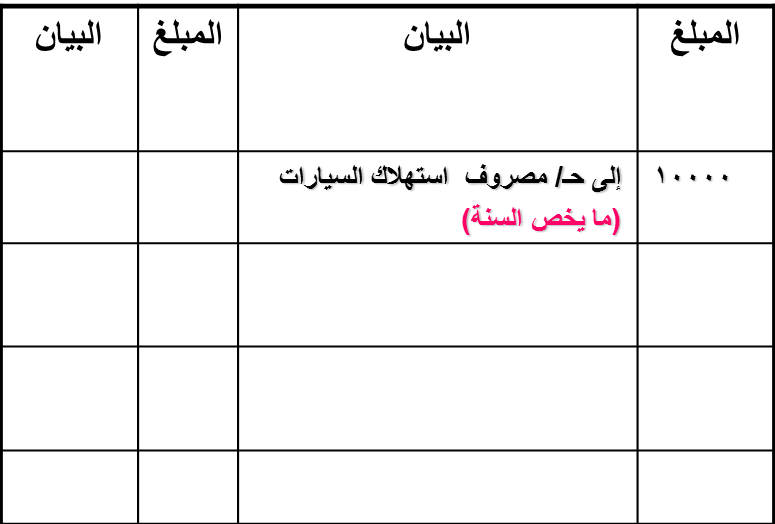 المبلغ البيان المبلغ البيان
١٠٠٠٠ إلى حـ/ مصروف استهلاك السيارات
(ما يخص السنة)